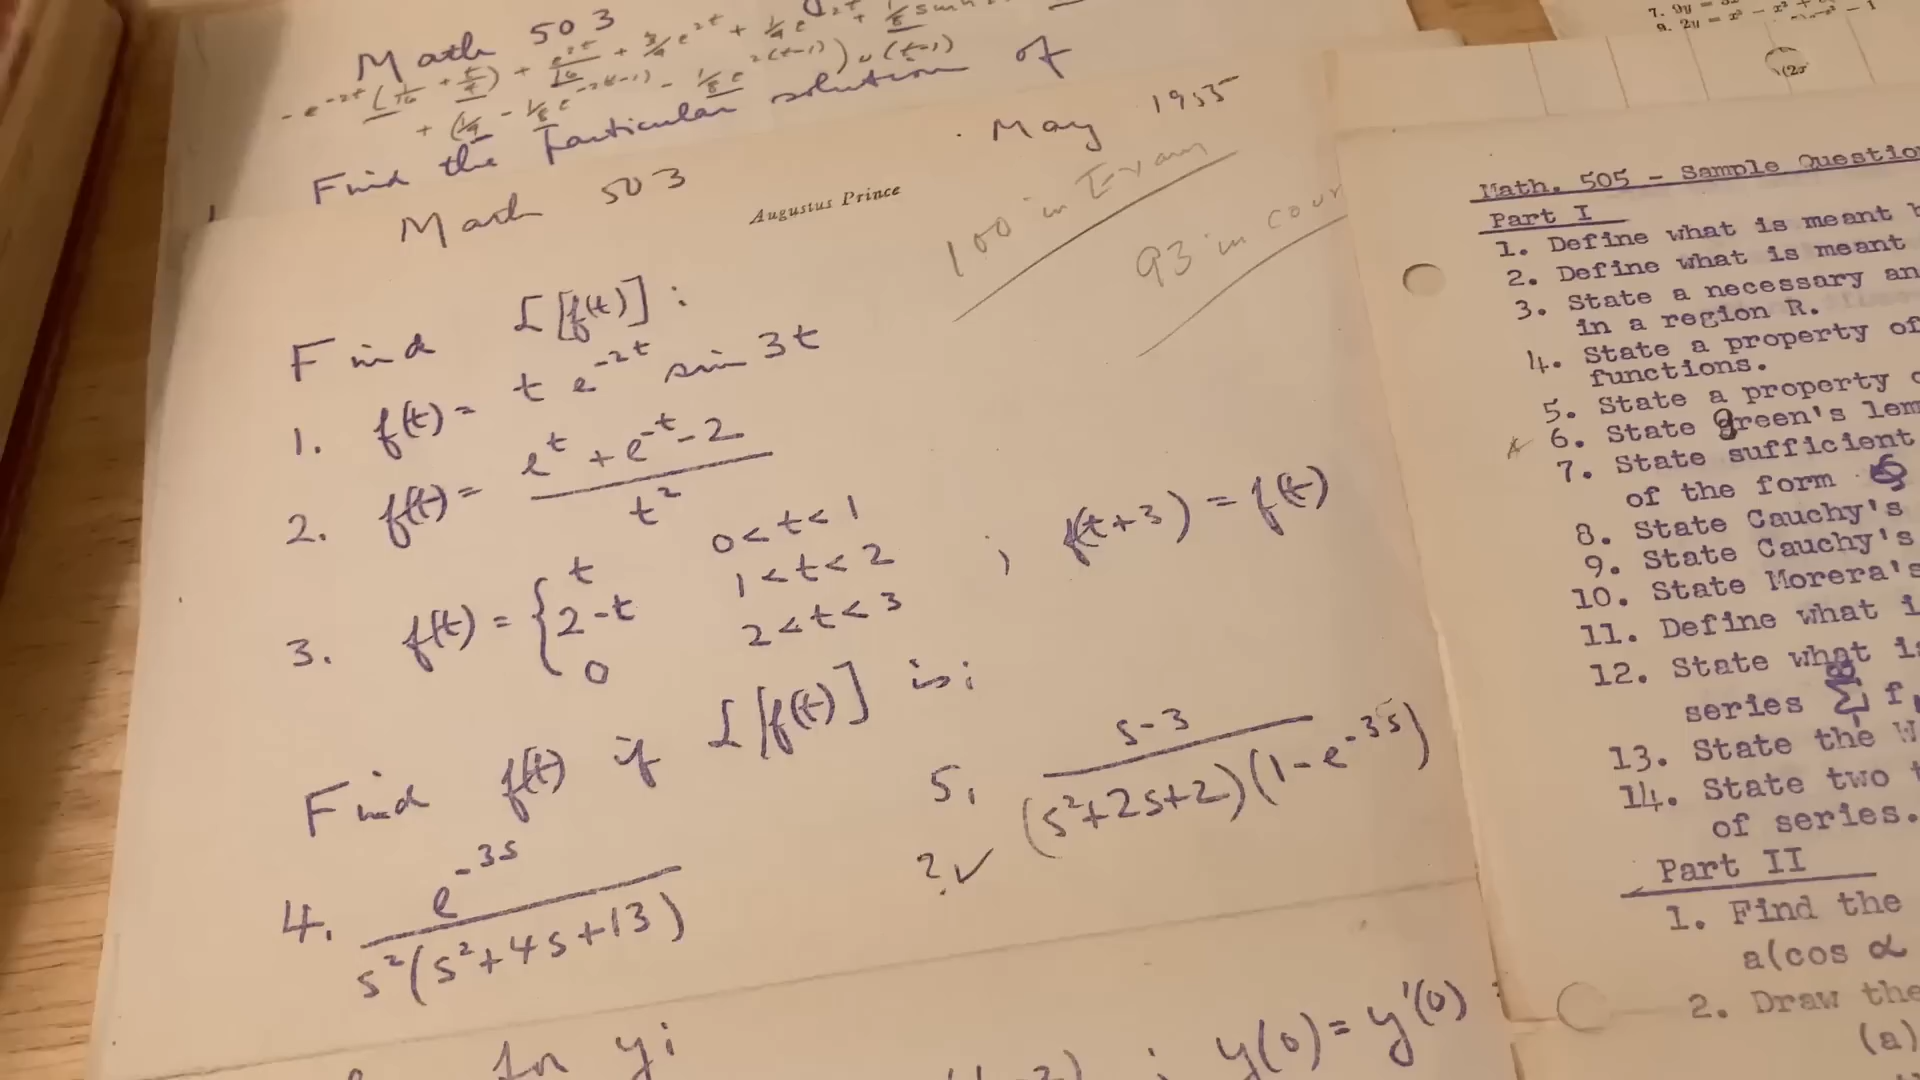 Math 503
Find the particular solution of
Math 503
Augustus Prince
May 1955
100 in Exam
93 in cour
Find L[f(t)]:
1. f(t) = t e^-2t sin 3t
2. f(t) = (e^t + e^-t - 2) / t^2
3. f(t) = { t 0 < t < 1
2-t 1 < t < 2 ; f(t+3) = f(t)
0 2 < t < 3
Find f(t) if L[f(t)] is:
4. e^-3s / s^2(s^2+4s+13)
5. s-3 / (s^2+2s+2)(1-e^-3s)
? ✓
for y:
; y(0) = y'(0)
Math. 505 - Sample Questio
Part I
1. Define what is meant b
2. Define what is meant
3. State a necessary an
in a region R.
4. State a property of
functions.
5. State a property
6. State green's lem
7. State sufficient
of the form
8. State Cauchy's
9. State Cauchy's
10. State Morera's
11. Define what i
12. State what is
series Σ f
13. State the W
14. State two t
of series.
Part II
1. Find the
a(cos α
2. Draw the
(a)